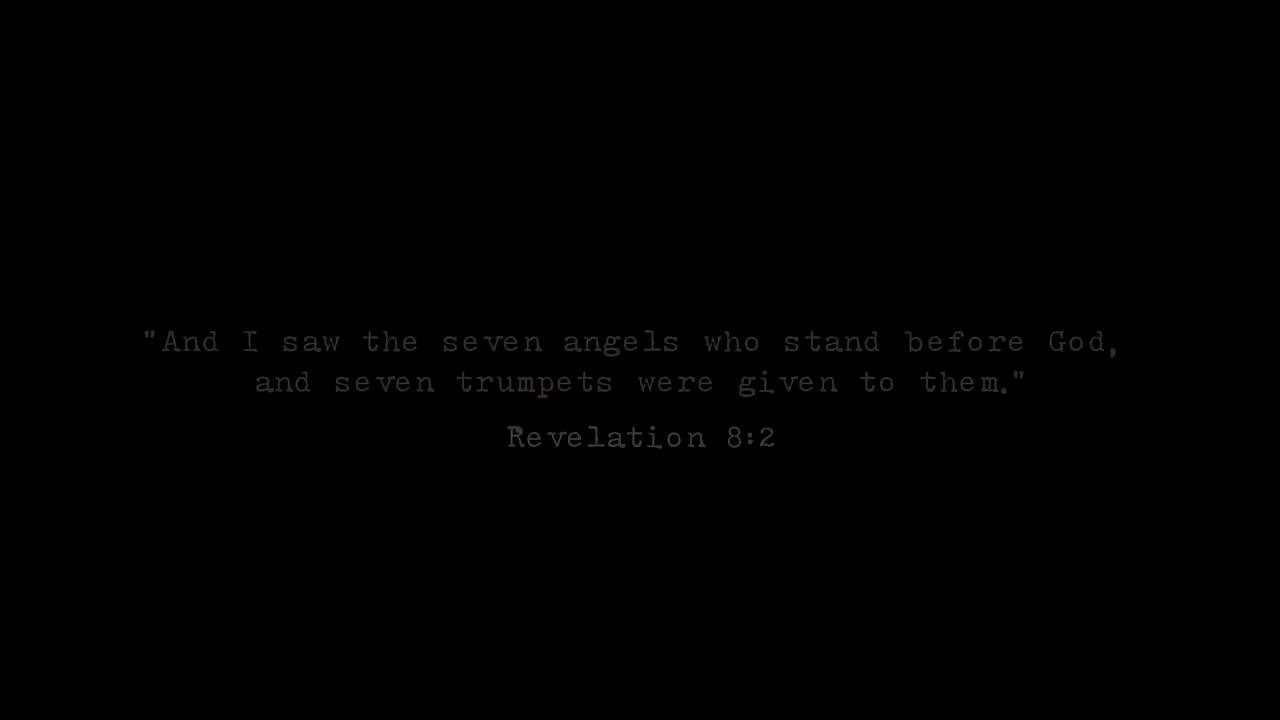 "And I saw the seven angels who stand before God,
and seven trumpets were given to them."
Revelation 8:2